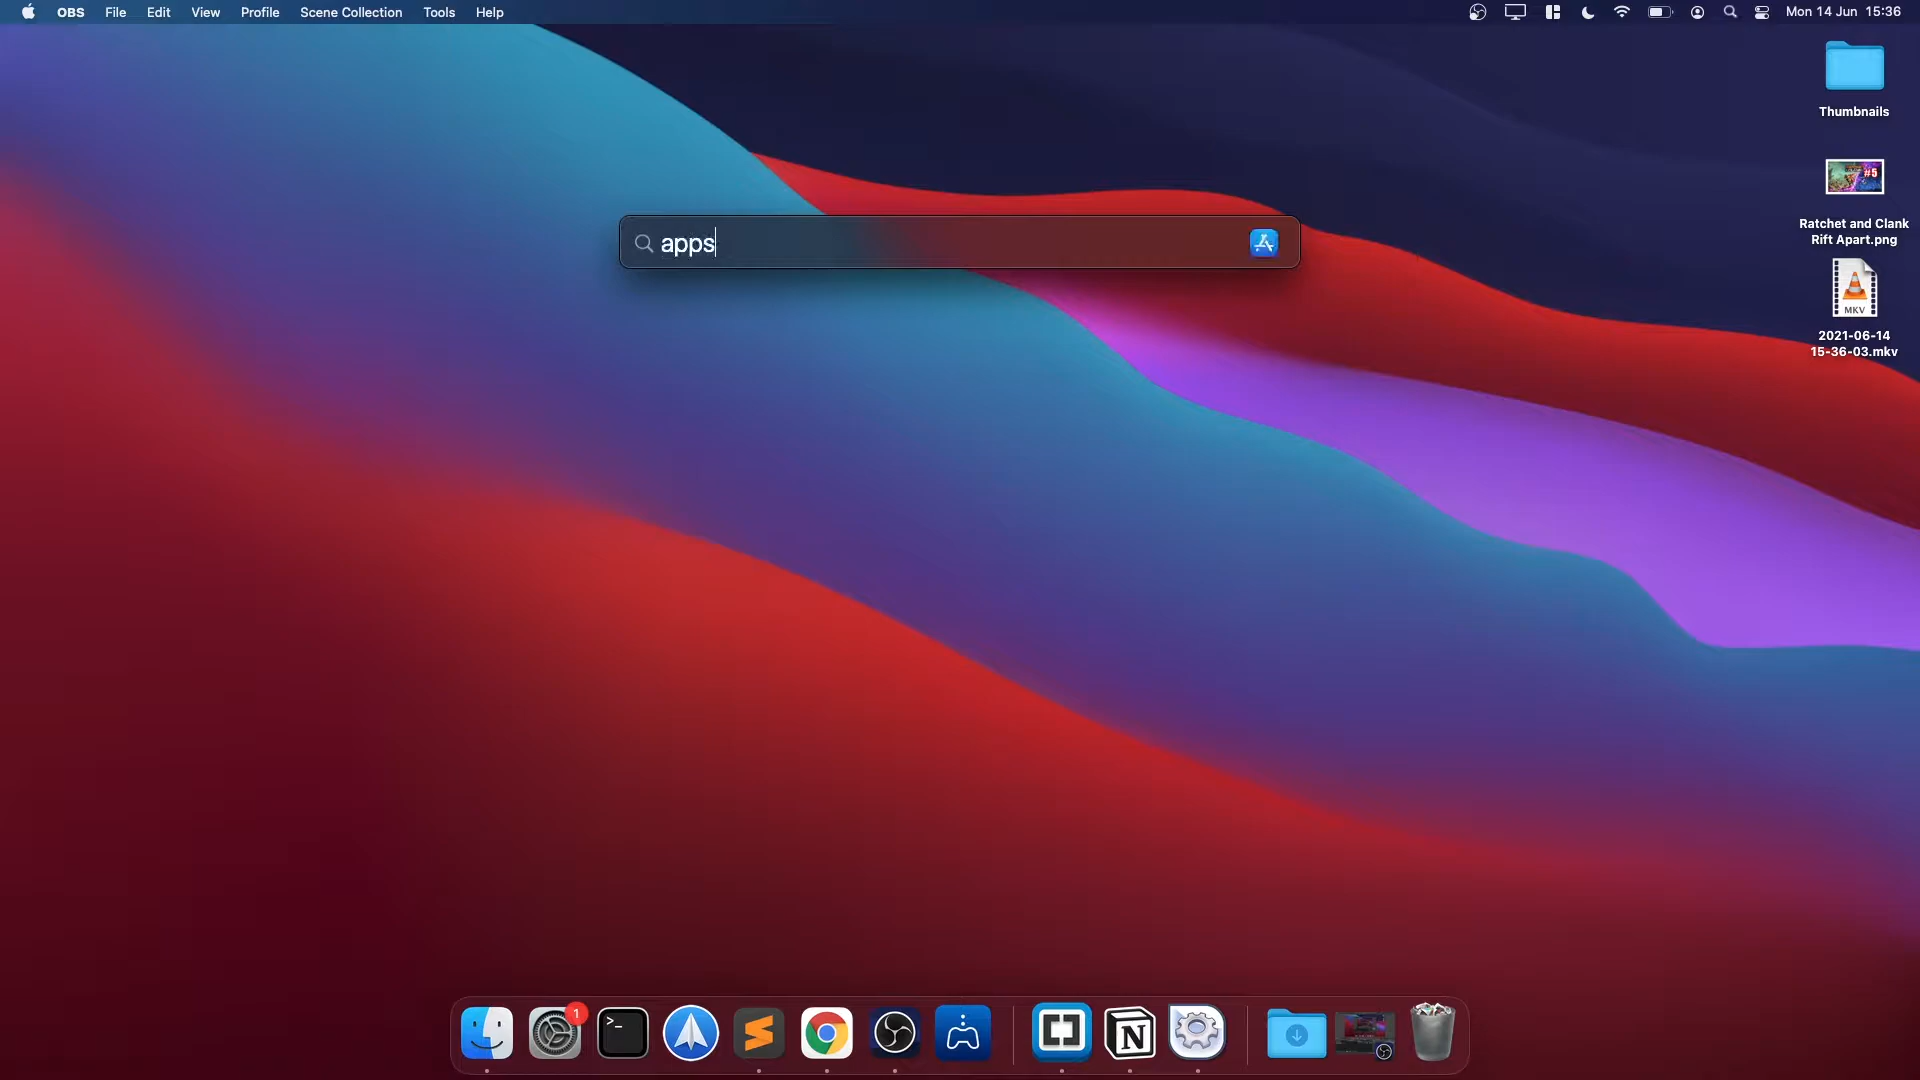 OBS File Edit View Profile Scene Collection Tools Help
Mon 14 Jun 15:36
apps
Thumbnails
#5
Ratchet and Clank
Rift Apart.png
MKV
2021-06-14
15-36-03.mkv
1
>_
N